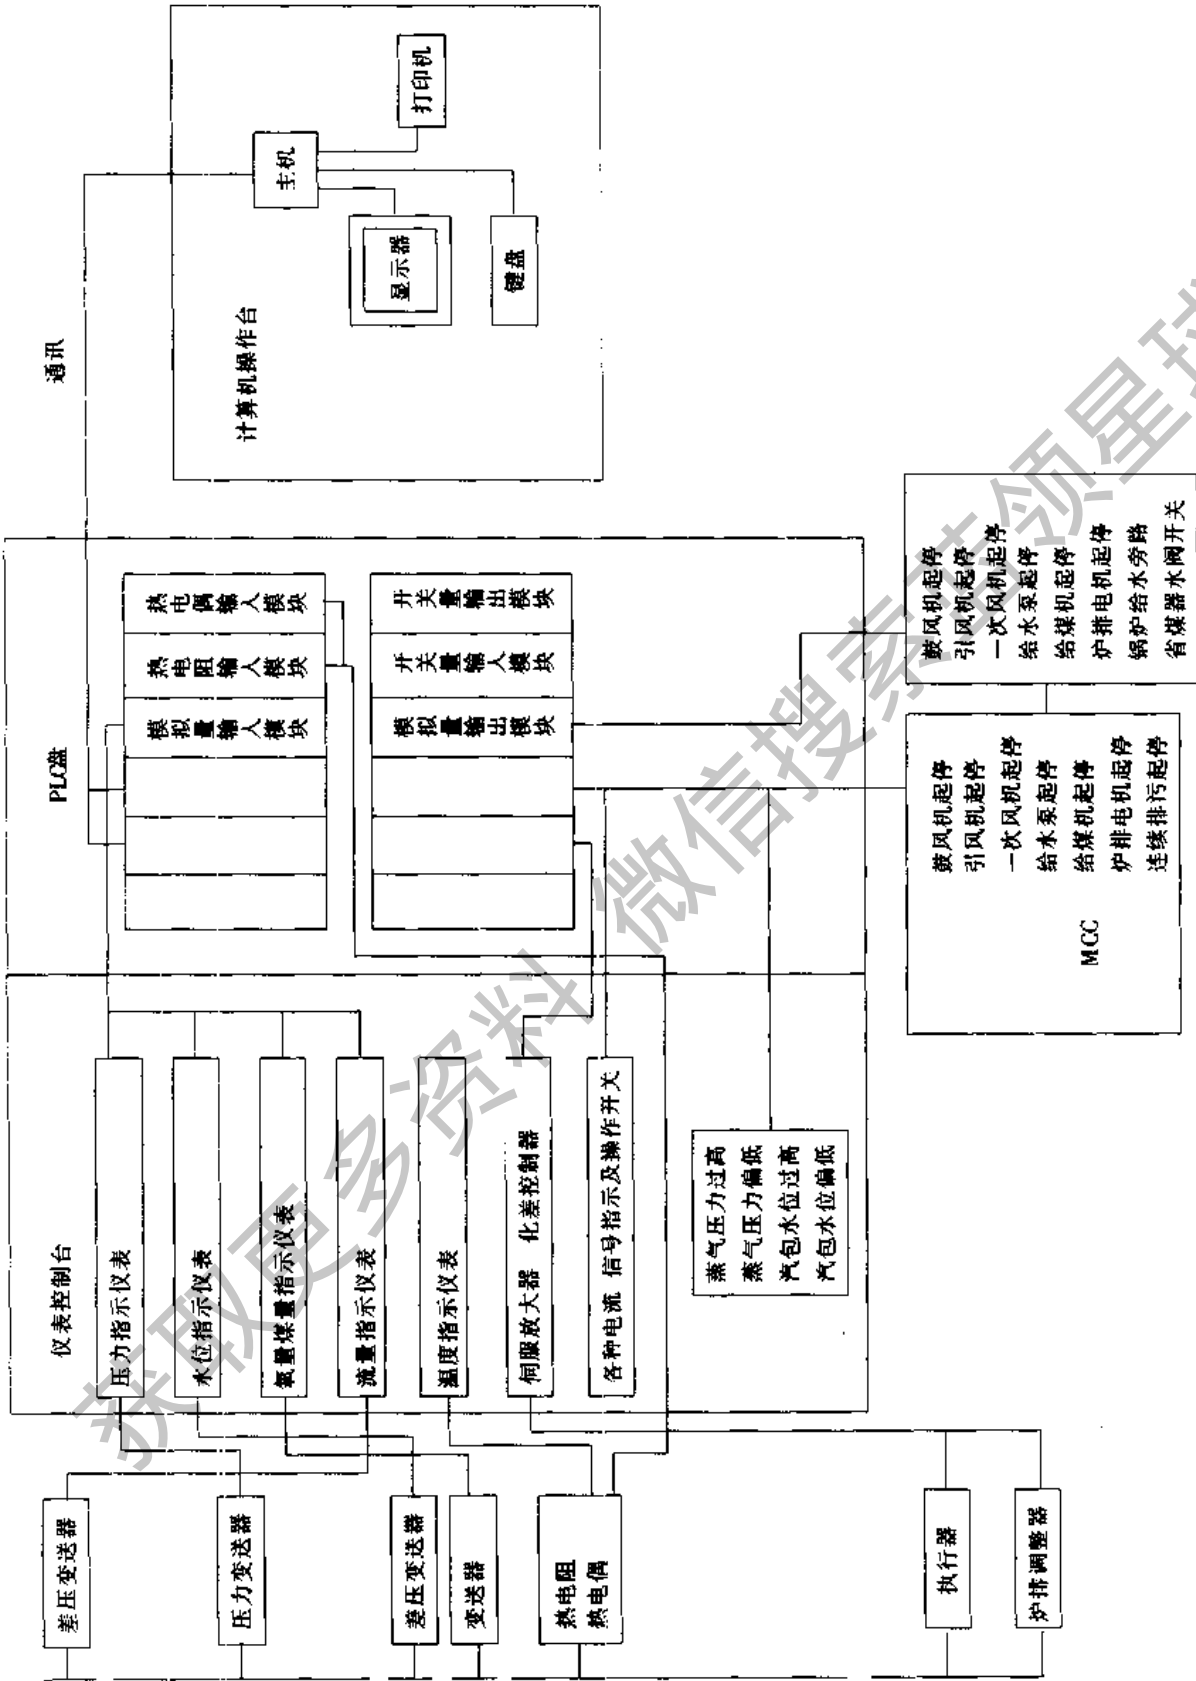 通讯
计算机操作台
主机
打印机
显示器
键盘
PLC盘
热电偶输入模块
热电阻输入模块
模拟量输入模块
开关量输出模块
开关量输入模块
模拟量输出模块
鼓风机起停
引风机起停
一次风机起停
给水泵起停
给煤机起停
炉排电机起停
锅炉给水旁路
省煤器水阀开关
鼓风机起停
引风机起停
一次风机起停
给水泵起停
给煤机起停
炉排电机起停
连续排污起停
MGC
仪表控制台
压力指示仪表
水位指示仪表
氧量煤量指示仪表
流量指示仪表
温度指示仪表
伺服放大器 化差控制器
各种电流 信号指示及操作开关
蒸气压力过高
蒸气压力偏低
汽包水位过高
汽包水位偏低
差压变送器
压力变送器
差压变送器
变送器
热电阻
热电偶
执行器
炉排调整器
获取更多资料 微信搜索蓝领星球